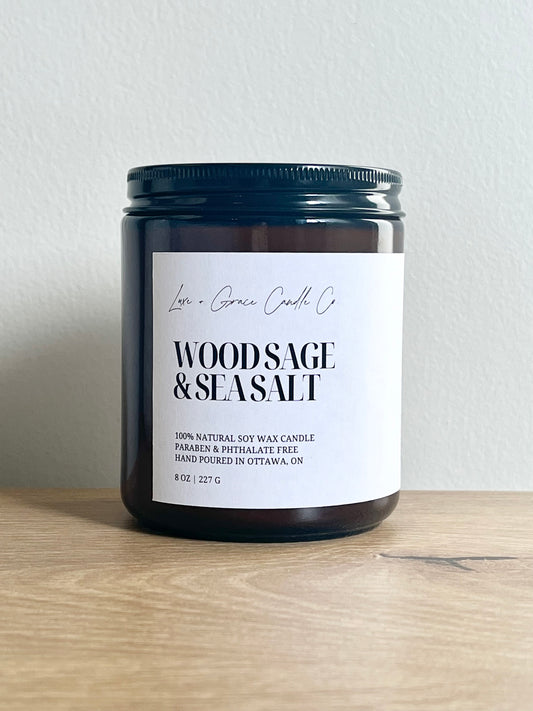 Luxe + Grace Candle Co
WOOD SAGE
& SEA SALT
100% NATURAL SOY WAX CANDLE
PARABEN & PHTHALATE FREE
HAND POURED IN OTTAWA, ON
8 OZ | 227 G